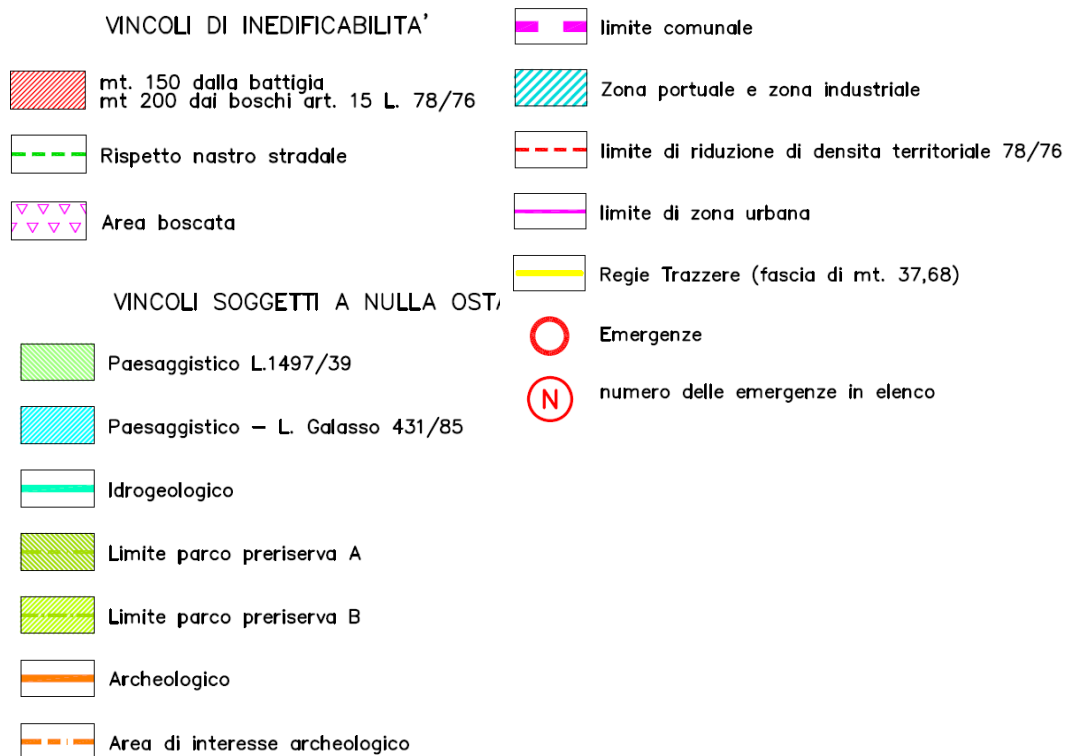 VINCOLI DI INEDIFICABILITA'
mt. 150 dalla battigia
mt 200 dai boschi art. 15 L. 78/76
Rispetto nastro stradale
Area boscata
VINCOLI SOGGETTI A NULLA OSTA
Paesaggistico L.1497/39
Paesaggistico – L. Galasso 431/85
Idrogeologico
Limite parco preriserva A
Limite parco preriserva B
Archeologico
Area di interesse archeologico
limite comunale
Zona portuale e zona industriale
limite di riduzione di densita territoriale 78/76
limite di zona urbana
Regie Trazzere (fascia di mt. 37,68)
Emergenze
N
numero delle emergenze in elenco